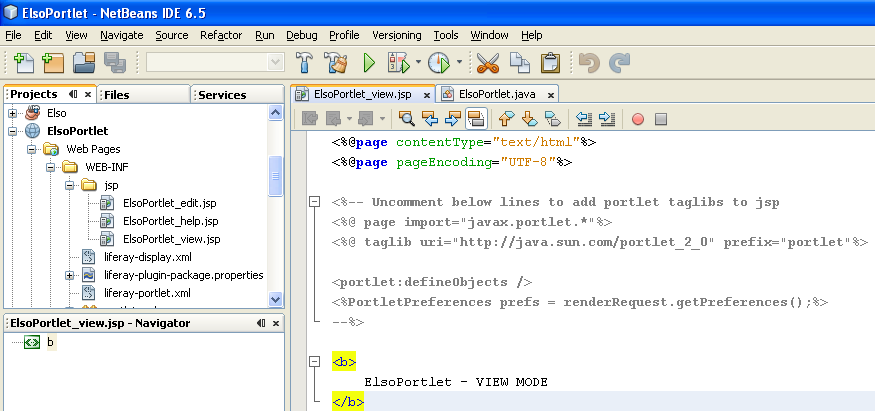 ElsoPortlet - NetBeans IDE 6.5
File Edit View Navigate Source Refactor Run Debug Profile Versioning Tools Window Help
Projects Files Services
Elso
ElsoPortlet
Web Pages
WEB-INF
jsp
ElsoPortlet_edit.jsp
ElsoPortlet_help.jsp
ElsoPortlet_view.jsp
liferay-display.xml
liferay-plugin-package.properties
liferay-portlet.xml
ElsoPortlet_view.jsp - Navigator
b
ElsoPortlet_view.jsp ElsoPortlet.java
<%@page contentType="text/html"%>
<%@page pageEncoding="UTF-8"%>
<%-- Uncomment below lines to add portlet taglibs to jsp
<%@ page import="javax.portlet.*"%>
<%@ taglib uri="http://java.sun.com/portlet_2_0" prefix="portlet"%>
<portlet:defineObjects />
<%PortletPreferences prefs = renderRequest.getPreferences();%>
--%>
<b>
ElsoPortlet - VIEW MODE
</b>